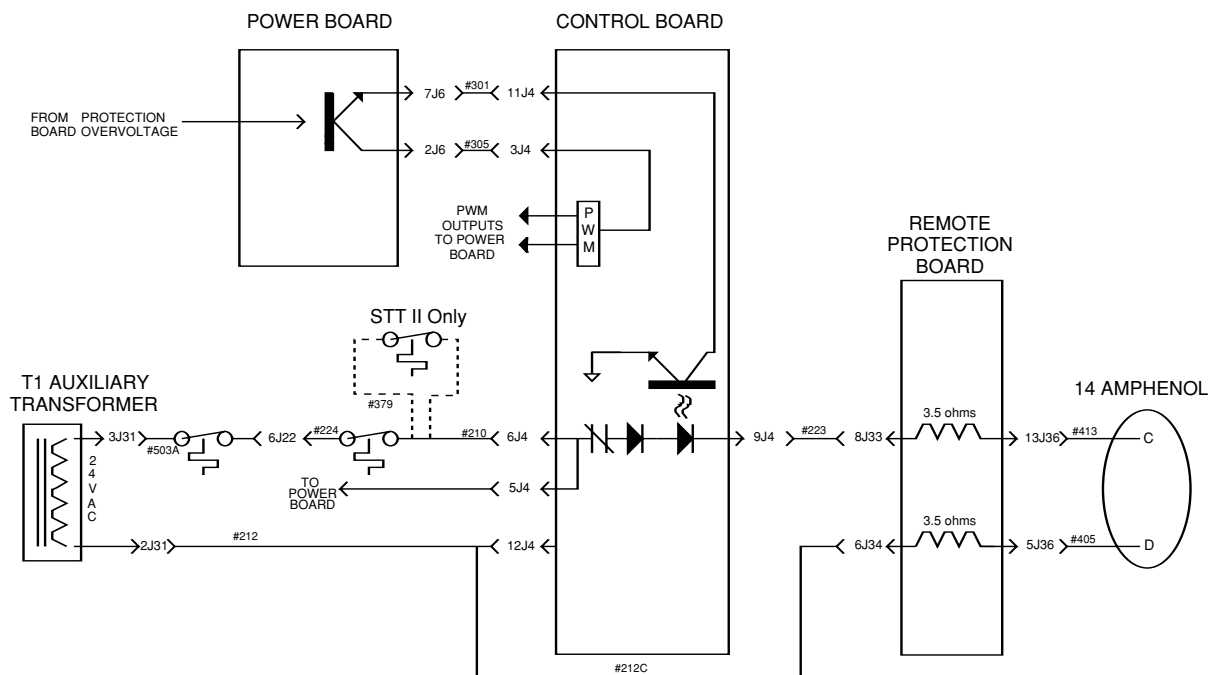 POWER BOARD
CONTROL BOARD
7J6
#301
11J4
FROM PROTECTION
BOARD OVERVOLTAGE
2J6
#305
3J4
PWM
OUTPUTS
TO POWER
BOARD
P
W
M
REMOTE
PROTECTION
BOARD
STT II Only
T1 AUXILIARY
TRANSFORMER
14 AMPHENOL
#379
3J31
#503A
6J22
#224
#210
6J4
9J4
#223
8J33
3.5 ohms
13J36
#413
C
2
4
V
A
C
TO
POWER
BOARD
5J4
2J31
#212
12J4
6J34
3.5 ohms
5J36
#405
D
#212C